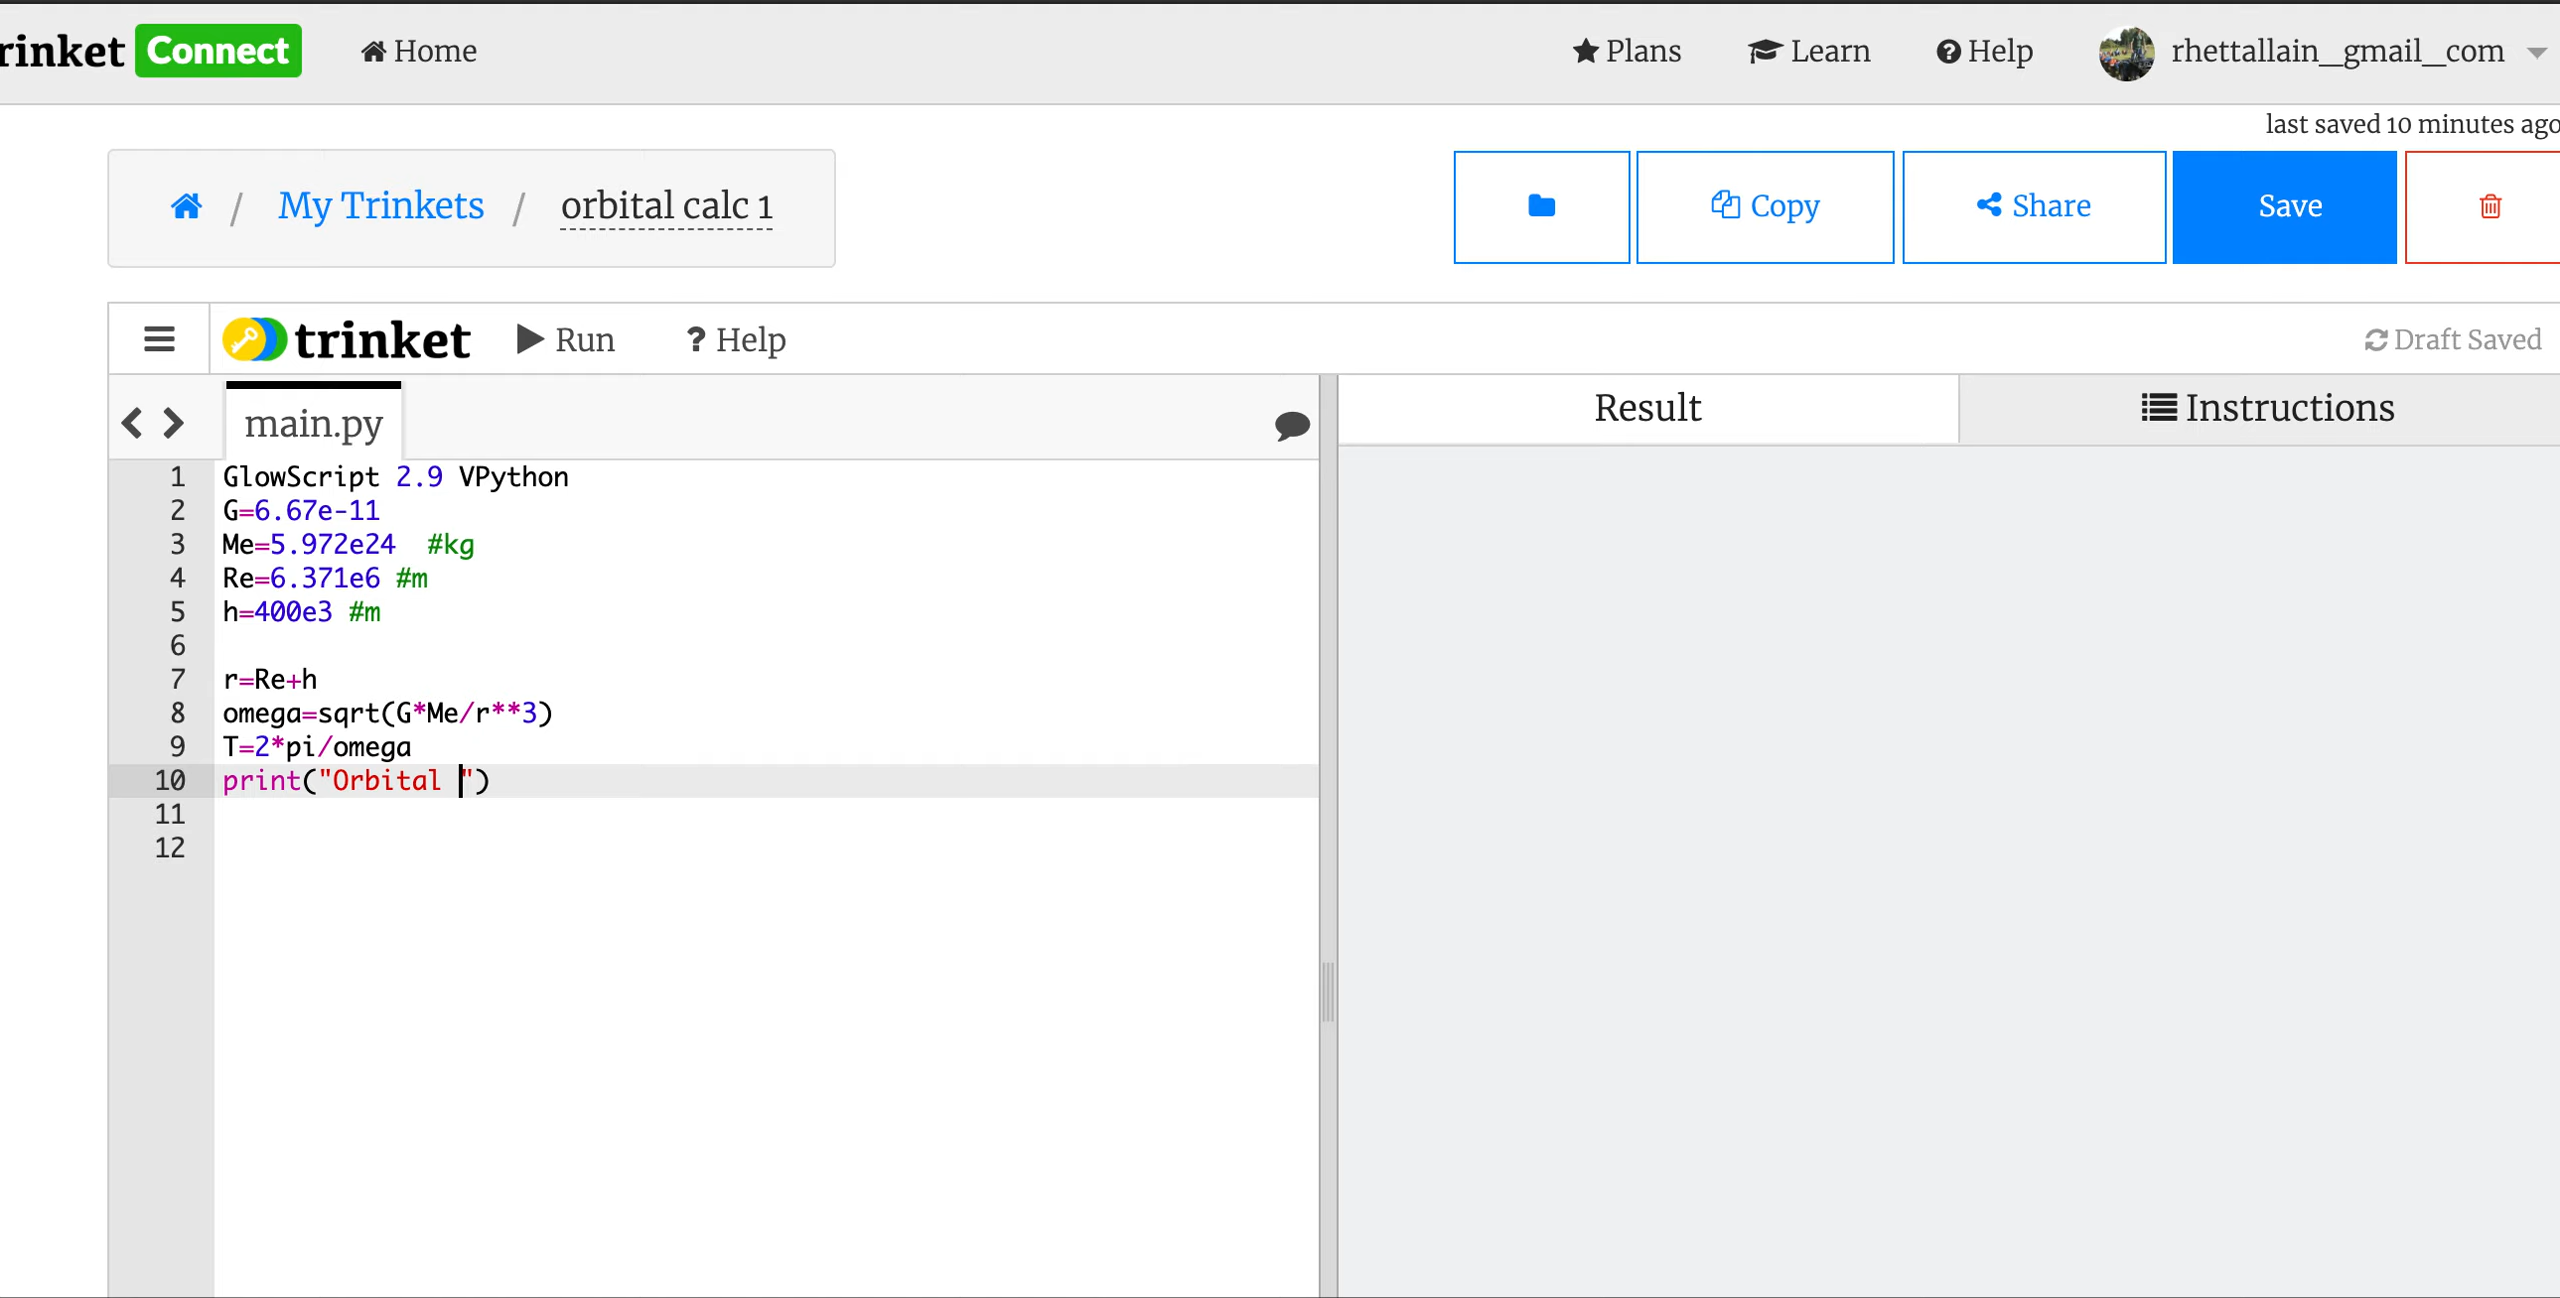 rinket Connect Home Plans Learn Help rhettallain_gmail_com
last saved 10 minutes ago
/ My Trinkets / orbital calc 1 Copy Share Save
trinket Run ? Help Draft Saved
main.py Result Instructions
1 GlowScript 2.9 VPython
2 G=6.67e-11
3 Me=5.972e24  #kg
4 Re=6.371e6 #m
5 h=400e3 #m
6
7 r=Re+h
8 omega=sqrt(G*Me/r**3)
9 T=2*pi/omega
10 print("Orbital ")
11
12